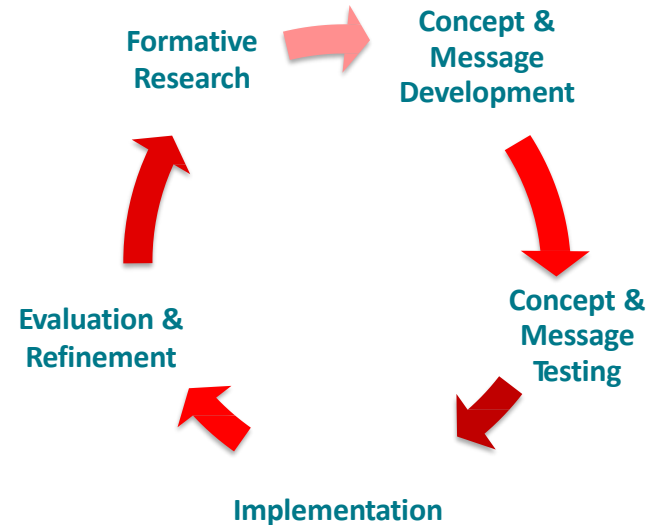 Formative
Research
Concept &
Message
Development
Concept &
Message
Testing
Implementation
Evaluation &
Refinement